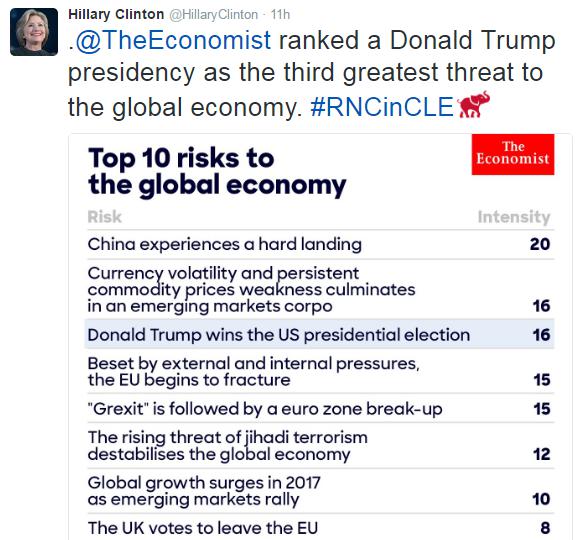 Hillary Clinton @HillaryClinton · 11h
.@TheEconomist ranked a Donald Trump
presidency as the third greatest threat to
the global economy. #RNCinCLE
Top 10 risks to
the global economy
The
Economist
Risk Intensity
China experiences a hard landing 20
Currency volatility and persistent
commodity prices weakness culminates
in an emerging markets corpo 16
Donald Trump wins the US presidential election 16
Beset by external and internal pressures,
the EU begins to fracture 15
"Grexit" is followed by a euro zone break-up 15
The rising threat of jihadi terrorism
destabilises the global economy 12
Global growth surges in 2017
as emerging markets rally 10
The UK votes to leave the EU 8